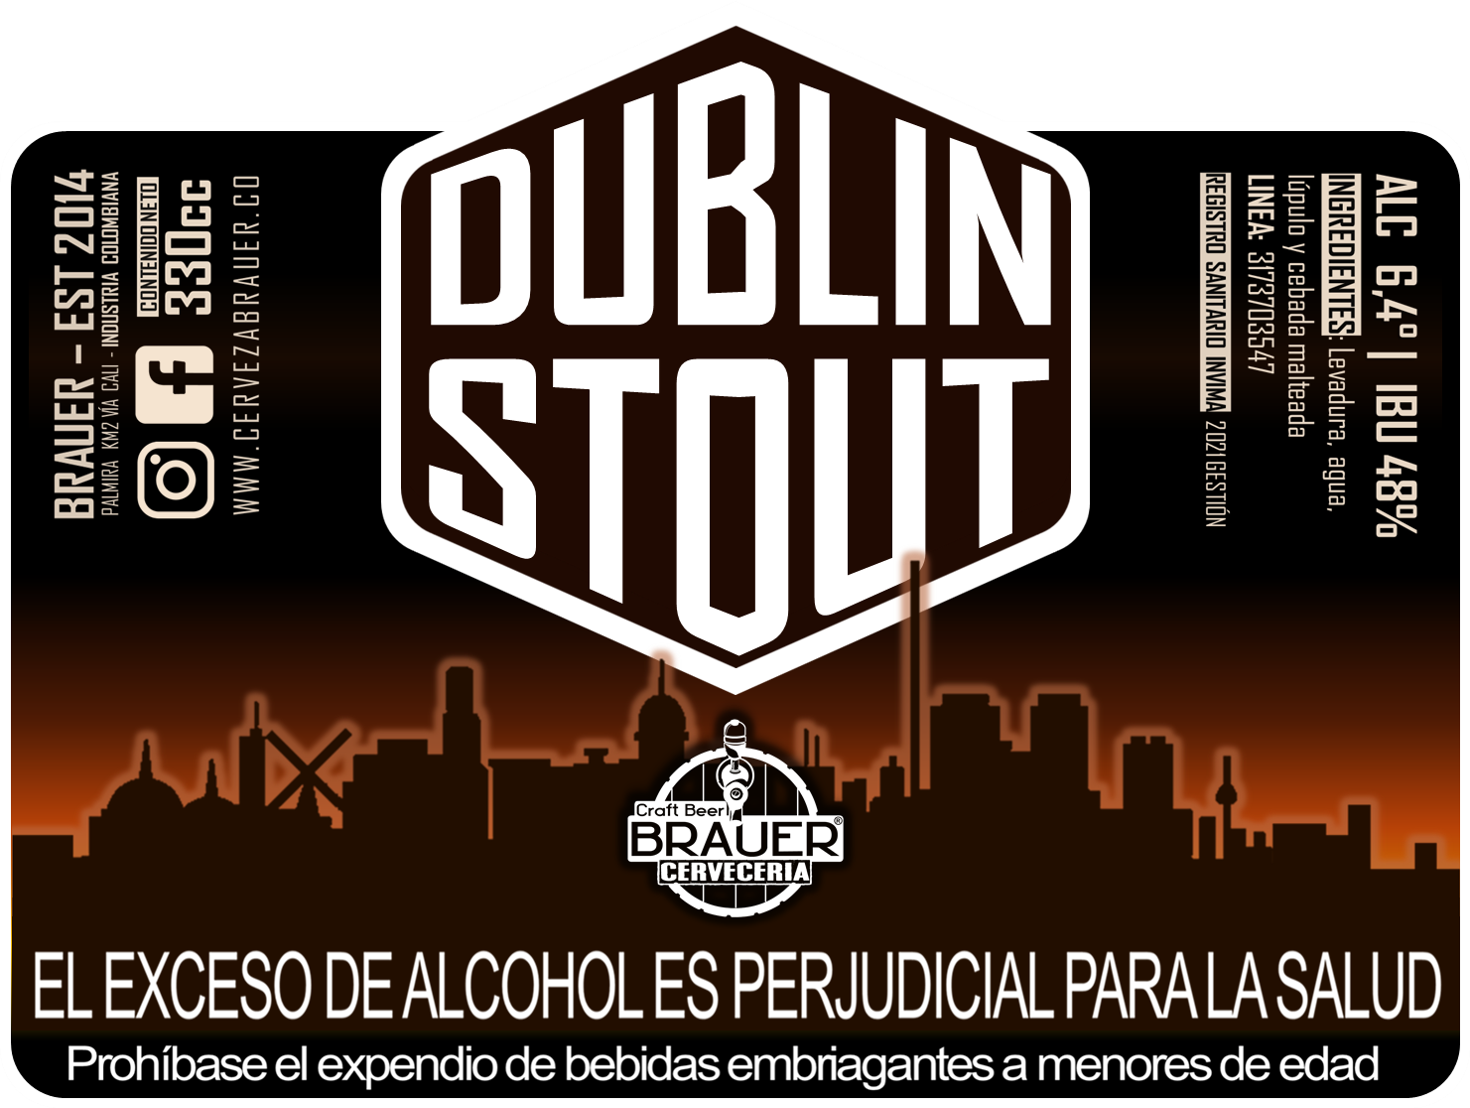 DUBLIN
STOUT
BRAUER – EST 2014
PALMIRA KM2 VÍA CALI - INDUSTRIA COLOMBIANA
CONTENIDO NETO
330cc
WWW.CERVEZABRAUER.CO
ALC 6,4° | IBU 48%
INGREDIENTES: Levadura, agua,
lúpulo y cebada malteada
LINEA: 3173703547
REGISTRO SANITARIO INVIMA 2021 GESTIÓN
Craft Beer
BRAUER®
CERVECERIA
EL EXCESO DE ALCOHOL ES PERJUDICIAL PARA LA SALUD
Prohíbase el expendio de bebidas embriagantes a menores de edad